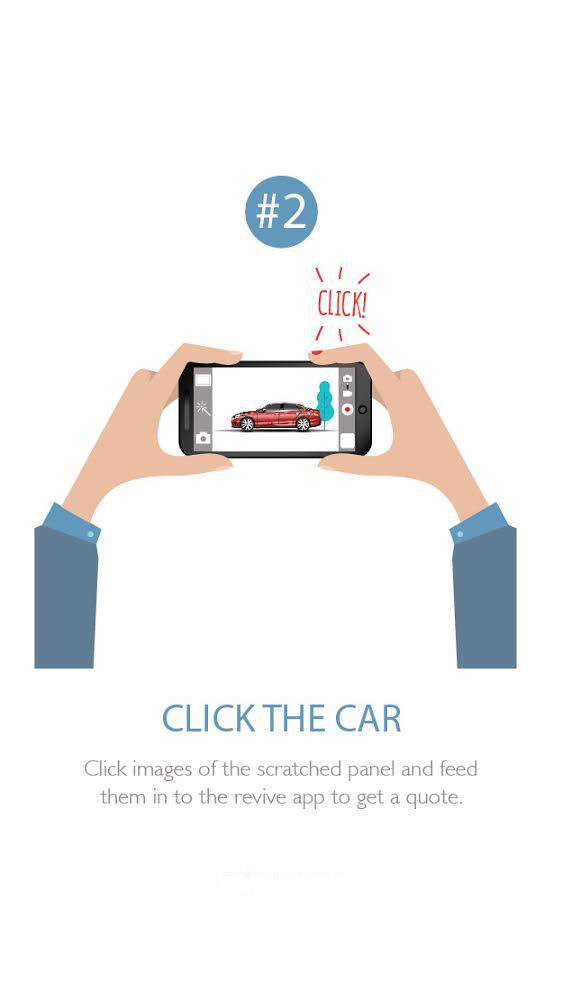 #2
CLICK!
CLICK THE CAR
Click images of the scratched panel and feed
them in to the revive app to get a quote.